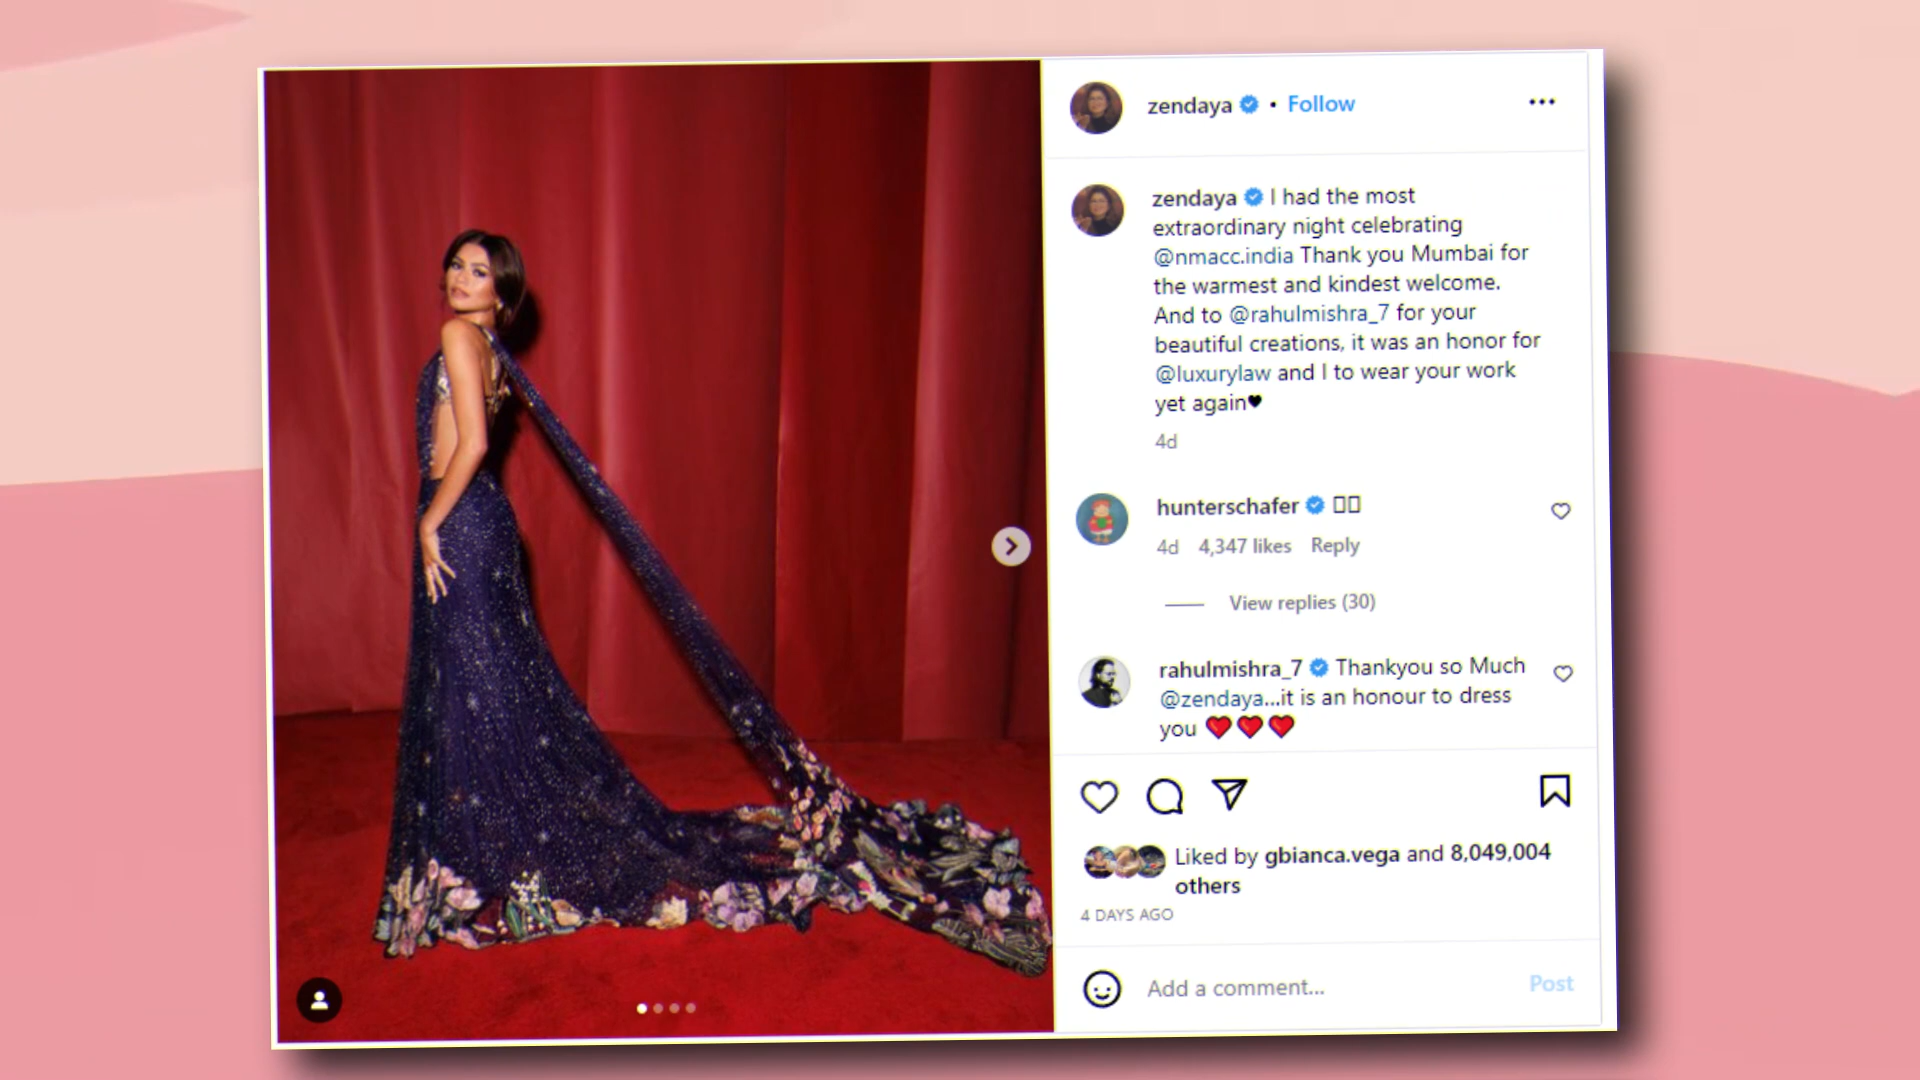 zendaya • Follow
zendaya I had the most
extraordinary night celebrating
@nmacc.india Thank you Mumbai for
the warmest and kindest welcome.
And to @rahulmishra_7 for your
beautiful creations, it was an honor for
@luxurylaw and I to wear your work
yet again🖤
4d
hunterschafer
4d 4,347 likes Reply
View replies (30)
rahulmishra_7 Thankyou so Much
@zendaya...it is an honour to dress
you ❤️❤️❤️
Liked by gbianca.vega and 8,049,004
others
4 DAYS AGO
Add a comment... Post